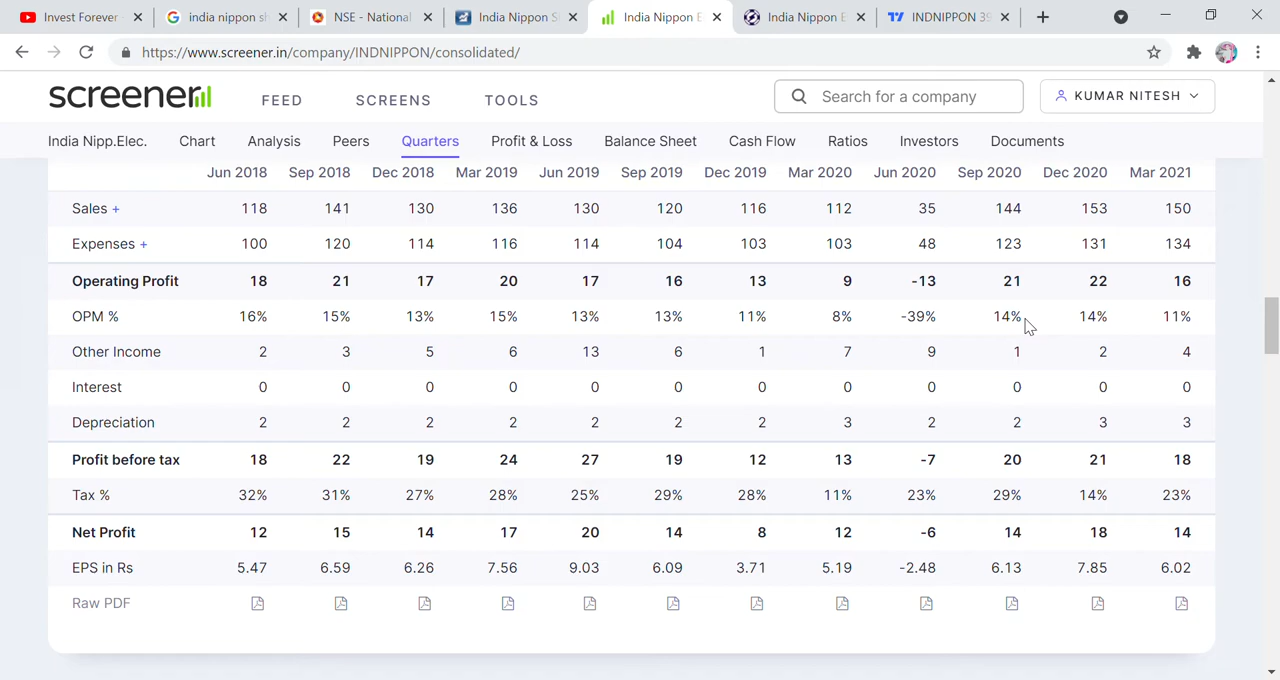 Invest Forever
india nippon sh
NSE - National
India Nippon S
India Nippon E
India Nippon E
INDNIPPON 39
https://www.screener.in/company/INDNIPPON/consolidated/
screener
FEED SCREENS TOOLS
Search for a company
KUMAR NITESH
India Nipp.Elec. Chart Analysis Peers Quarters Profit & Loss Balance Sheet Cash Flow Ratios Investors Documents
Jun 2018 Sep 2018 Dec 2018 Mar 2019 Jun 2019 Sep 2019 Dec 2019 Mar 2020 Jun 2020 Sep 2020 Dec 2020 Mar 2021
Sales + 118 141 130 136 130 120 116 112 35 144 153 150
Expenses + 100 120 114 116 114 104 103 103 48 123 131 134
Operating Profit 18 21 17 20 17 16 13 9 -13 21 22 16
OPM % 16% 15% 13% 15% 13% 13% 11% 8% -39% 14% 14% 11%
Other Income 2 3 5 6 13 6 1 7 9 1 2 4
Interest 0 0 0 0 0 0 0 0 0 0 0 0
Depreciation 2 2 2 2 2 2 2 3 2 2 3 3
Profit before tax 18 22 19 24 27 19 12 13 -7 20 21 18
Tax % 32% 31% 27% 28% 25% 29% 28% 11% 23% 29% 14% 23%
Net Profit 12 15 14 17 20 14 8 12 -6 14 18 14
EPS in Rs 5.47 6.59 6.26 7.56 9.03 6.09 3.71 5.19 -2.48 6.13 7.85 6.02
Raw PDF